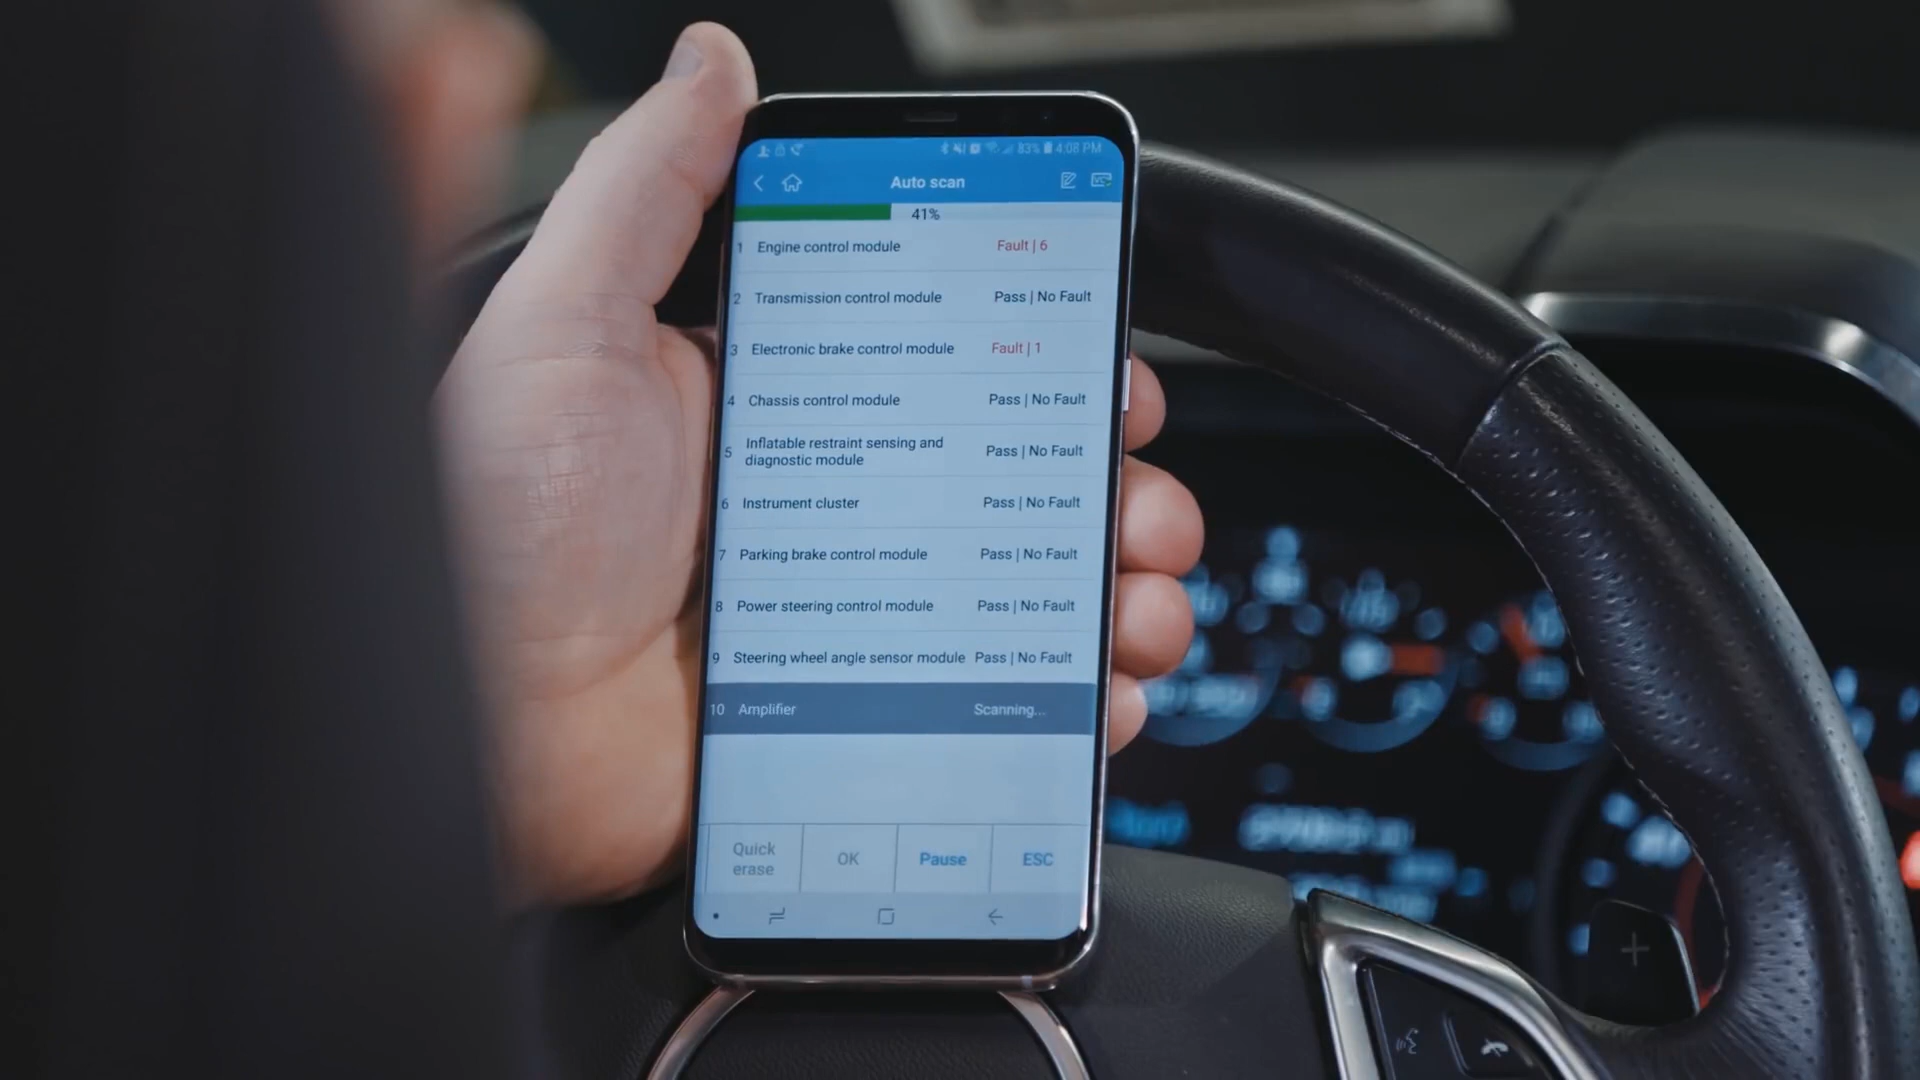 83% 4:08 PM
Auto scan
41%
1 Engine control module Fault | 6
2 Transmission control module Pass | No Fault
3 Electronic brake control module Fault | 1
4 Chassis control module Pass | No Fault
5 Inflatable restraint sensing and
diagnostic module Pass | No Fault
6 Instrument cluster Pass | No Fault
7 Parking brake control module Pass | No Fault
8 Power steering control module Pass | No Fault
9 Steering wheel angle sensor module Pass | No Fault
10 Amplifier Scanning...
Quick
erase
OK
Pause
ESC
+